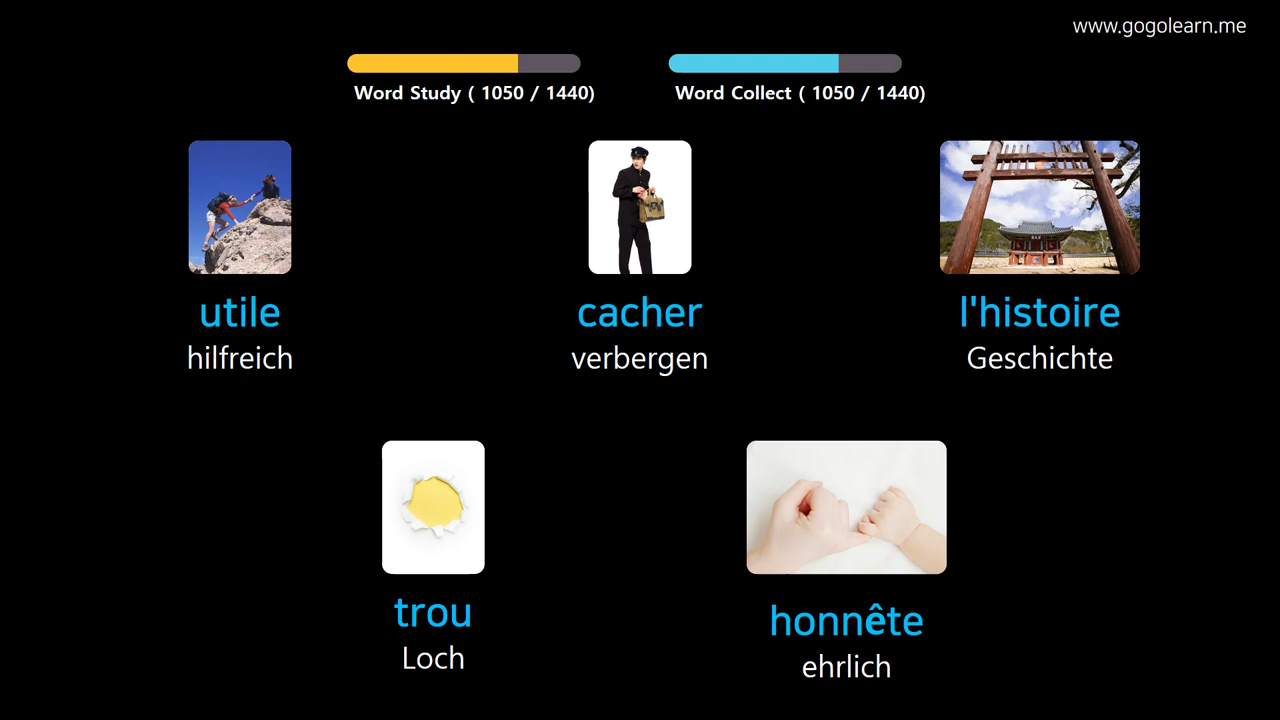 www.gogolearn.me
Word Study ( 1050 / 1440)
Word Collect ( 1050 / 1440)
utile
hilfreich
cacher
verbergen
l'histoire
Geschichte
trou
Loch
honnête
ehrlich